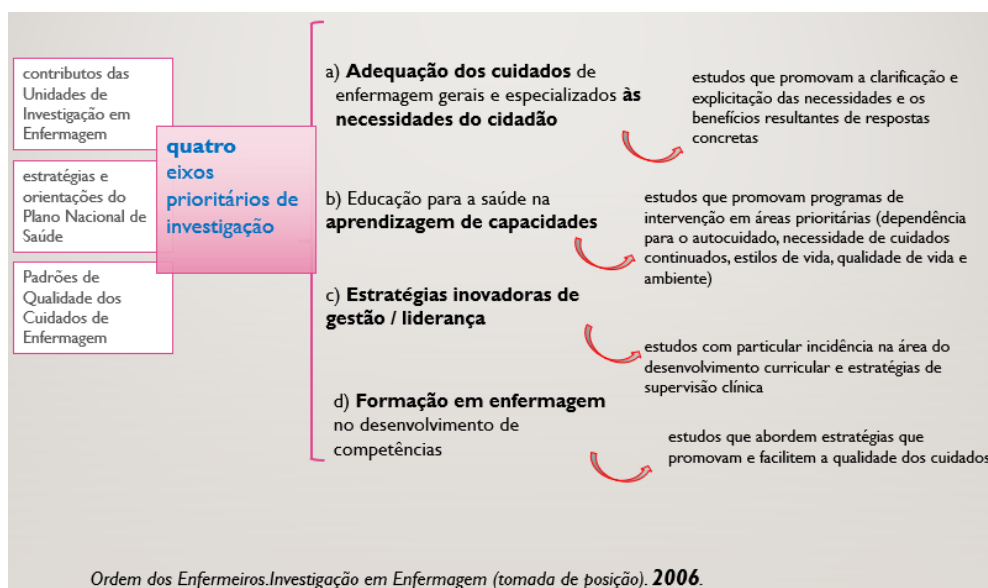 contributos das
Unidades de
Investigação em
Enfermagem
estratégias e
orientações do
Plano Nacional de
Saúde
Padrões de
Qualidade dos
Cuidados de
Enfermagem
quatro
eixos
prioritários de
investigação
a) Adequação dos cuidados de
enfermagem gerais e especializados às
necessidades do cidadão
estudos que promovam a clarificação e
explicitação das necessidades e os
benefícios resultantes de respostas
concretas
b) Educação para a saúde na
aprendizagem de capacidades
estudos que promovam programas de
intervenção em áreas prioritárias (dependência
para o autocuidado, necessidade de cuidados
continuados, estilos de vida, qualidade de vida e
ambiente)
c) Estratégias inovadoras de
gestão / liderança
estudos com particular incidência na área do
desenvolvimento curricular e estratégias de
supervisão clínica
d) Formação em enfermagem
no desenvolvimento de
competências
estudos que abordem estratégias que
promovam e facilitem a qualidade dos cuidados
Ordem dos Enfermeiros.Investigação em Enfermagem (tomada de posição). 2006.